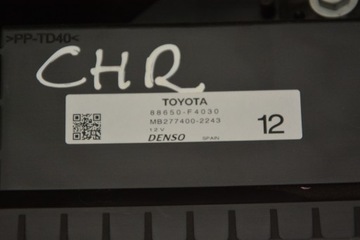 >PP-TD40<
CHR
TOYOTA
88650-F4030
MB277400-2243
12V
DENSO SPAIN
12